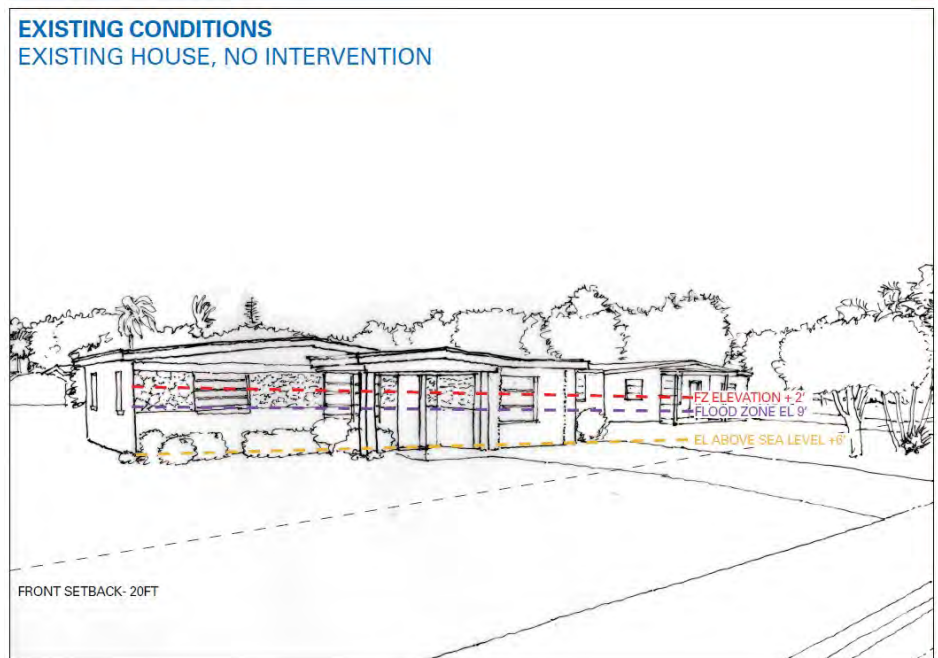 EXISTING CONDITIONS
EXISTING HOUSE, NO INTERVENTION
FZ ELEVATION + 2'
FLOOD ZONE EL 9'
EL ABOVE SEA LEVEL +6'
FRONT SETBACK- 20FT